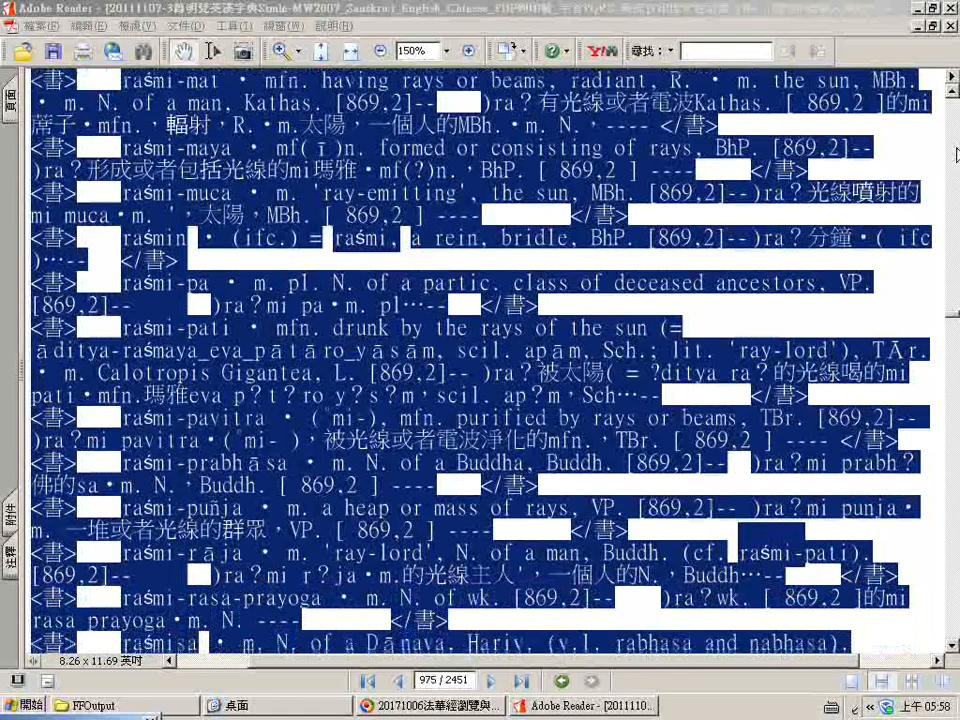 Adobe Reader
檔案(F) 編輯(E) 檢視(V) 文件(D) 工具(T) 視窗(W) 說明(H)
150% 尋找：
頁面
<書> raśmi-mat • mfn. having rays or beams, radiant, R. • m. the sun, MBh.
• m. N. of a man, Kathas. [869,2]-- )ra？有光線或者電波Kathas. [ 869,2 ]的mi
蓆子•mfn.，輻射，R.•m.太陽，一個人的MBh.•m. N.，---- </書>
<書> raśmi-maya • mf(ī)n. formed or consisting of rays, BhP. [869,2]--
)ra？形成或者包括光線的mi瑪雅•mf(?)n.，BhP. [ 869,2 ] ---- </書>
<書> raśmi-muca • m. 'ray-emitting', the sun, MBh. [869,2]--)ra？光線噴射的
mi muca•m. '，太陽，MBh. [ 869,2 ] ---- </書>
<書> raśmin • (ifc.) = raśmi, a rein, bridle, BhP. [869,2]--)ra？分鐘•( ifc
)…-- </書>
<書> raśmi-pa • m. pl. N. of a partic. class of deceased ancestors, VP.
[869,2]-- )ra？mi pa•m. pl…-- </書>
<書> raśmi-pati • mfn. drunk by the rays of the sun (=
āditya-raśmaya_eva_pātāro_yāsām, scil. apām, Sch.; lit. 'ray-lord'), TĀr.
• m. Calotropis Gigantea, L. [869,2]-- )ra？被太陽( = ?ditya ra？的光線喝的mi
pati•mfn.瑪雅eva p？t？ro y？s？m，scil. ap？m，Sch…-- </書>
<書> raśmi-pavitra • (°mi-), mfn. purified by rays or beams, TBr. [869,2]--
)ra？mi pavitra•(°mi- )，被光線或者電波淨化的mfn.，TBr. [ 869,2 ] ---- </書>
<書> raśmi-prabhāsa • m. N. of a Buddha, Buddh. [869,2]-- )ra？mi prabh？
佛的sa•m. N.，Buddh. [ 869,2 ] ---- </書>
<書> raśmi-puñja • m. a heap or mass of rays, VP. [869,2]-- )ra？mi punja•
m. 一堆或者光線的群眾，VP. [ 869,2 ] ---- </書>
附件
<書> raśmi-rāja • m. 'ray-lord' N. of a man, Buddh. (cf. raśmi-pati).
[869,2]-- )ra？mi r？ja•m.的光線主人'，一個人的N.，Buddh…-- </書>
注釋
<書> raśmi-rasa-prayoga • m. N. of wk. [869,2]-- )ra？wk. [ 869,2 ]的mi
rasa prayoga•m. N. ---- </書>
<書> raśmisa • m. N. of a Dānava, Hariv. (v.l. rabhasa and nabhasa).
8.26 x 11.69 英吋
975 / 2451
開始 FFOutput 桌面 20171006法華經瀏覽與... Adobe Reader - [2011110... 上午 05:58